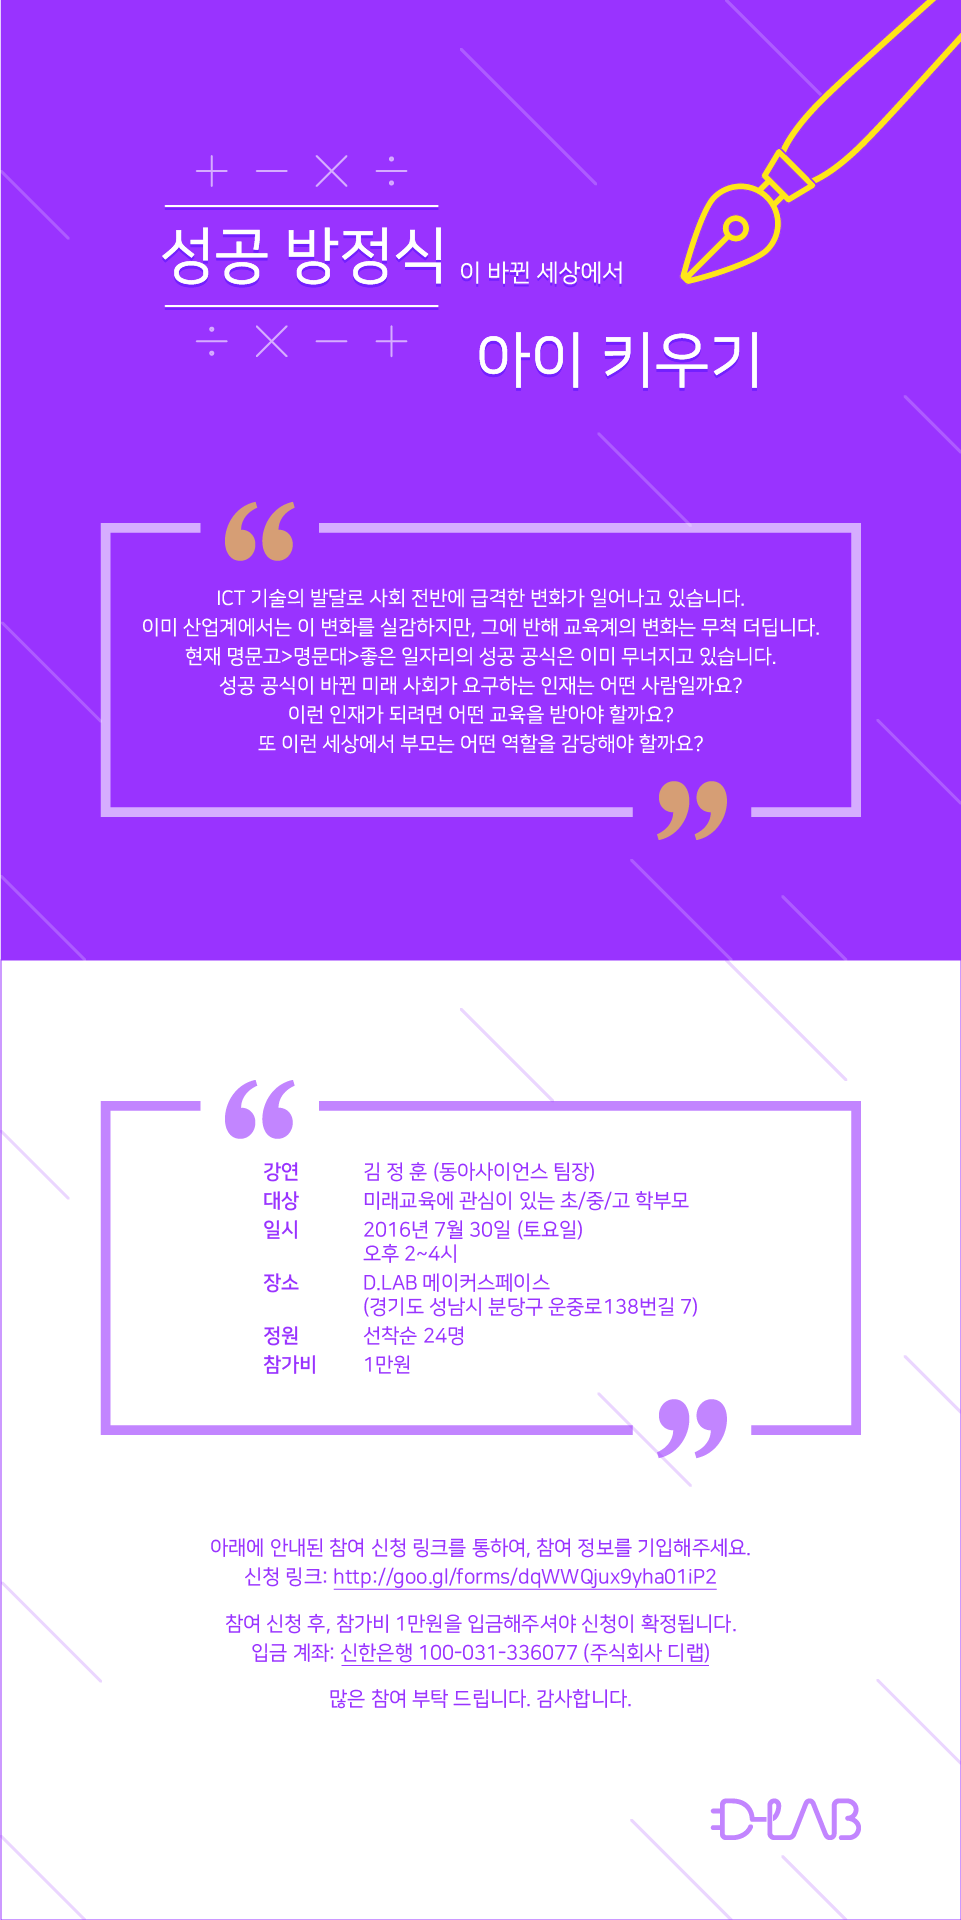 + − × ÷
성공 방정식 이 바뀐 세상에서
÷ × − +
아이 키우기
“
ICT 기술의 발달로 사회 전반에 급격한 변화가 일어나고 있습니다.
이미 산업계에서는 이 변화를 실감하지만, 그에 반해 교육계의 변화는 무척 더딥니다.
현재 명문고>명문대>좋은 일자리의 성공 공식은 이미 무너지고 있습니다.
성공 공식이 바뀐 미래 사회가 요구하는 인재는 어떤 사람일까요?
이런 인재가 되려면 어떤 교육을 받아야 할까요?
또 이런 세상에서 부모는 어떤 역할을 감당해야 할까요?
”
“
강연 김 정 훈 (동아사이언스 팀장)
대상 미래교육에 관심이 있는 초/중/고 학부모
일시 2016년 7월 30일 (토요일)
오후 2~4시
장소 D.LAB 메이커스페이스
(경기도 성남시 분당구 운중로138번길 7)
정원 선착순 24명
참가비 1만원
”
아래에 안내된 참여 신청 링크를 통하여, 참여 정보를 기입해주세요.
신청 링크: http://goo.gl/forms/dqWWQjux9yha01iP2
참여 신청 후, 참가비 1만원을 입금해주셔야 신청이 확정됩니다.
입금 계좌: 신한은행 100-031-336077 (주식회사 디랩)
많은 참여 부탁 드립니다. 감사합니다.
D-LAB